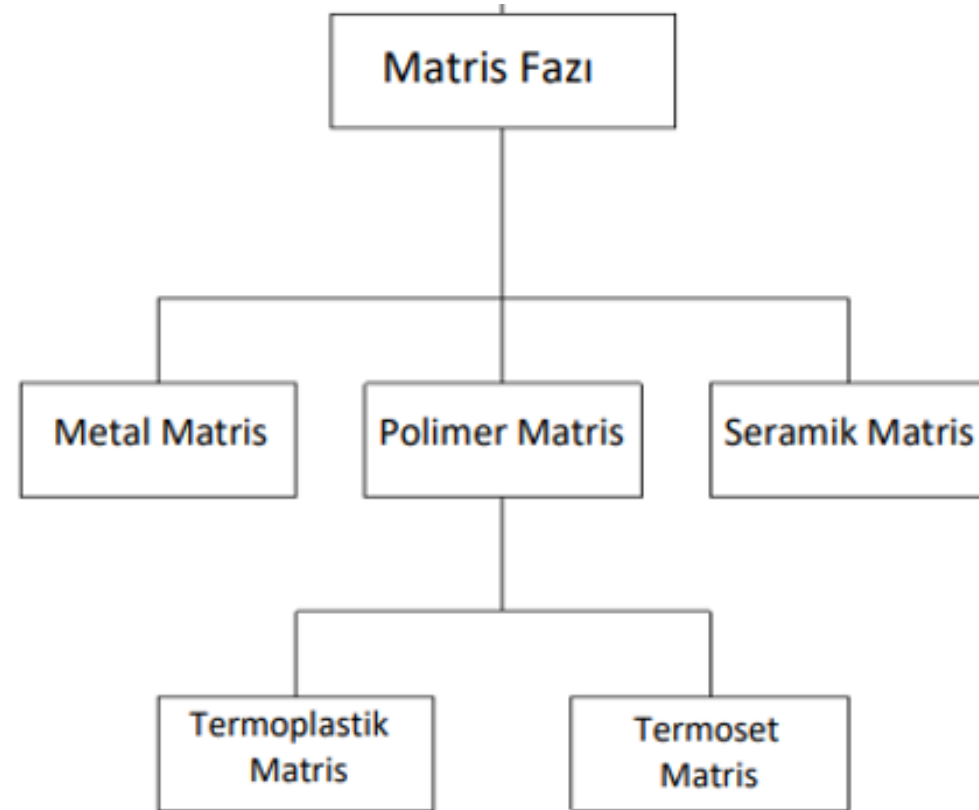 Matris Fazı
Metal Matris
Polimer Matris
Seramik Matris
Termoplastik
Matris
Termoset
Matris